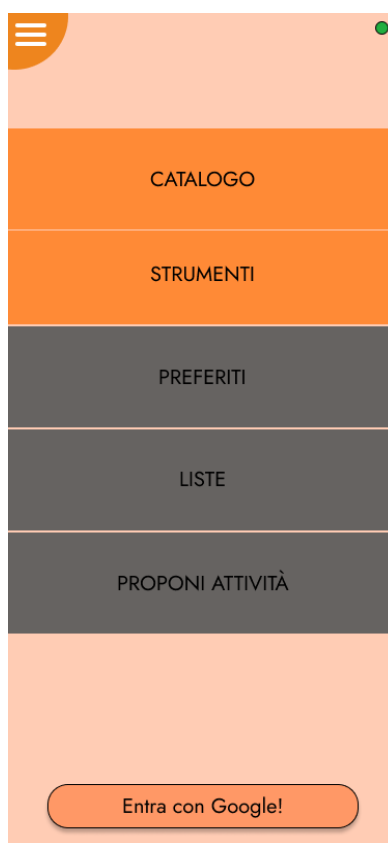 CATALOGO
STRUMENTI
PREFERITI
LISTE
PROPONI ATTIVITÀ
Entra con Google!